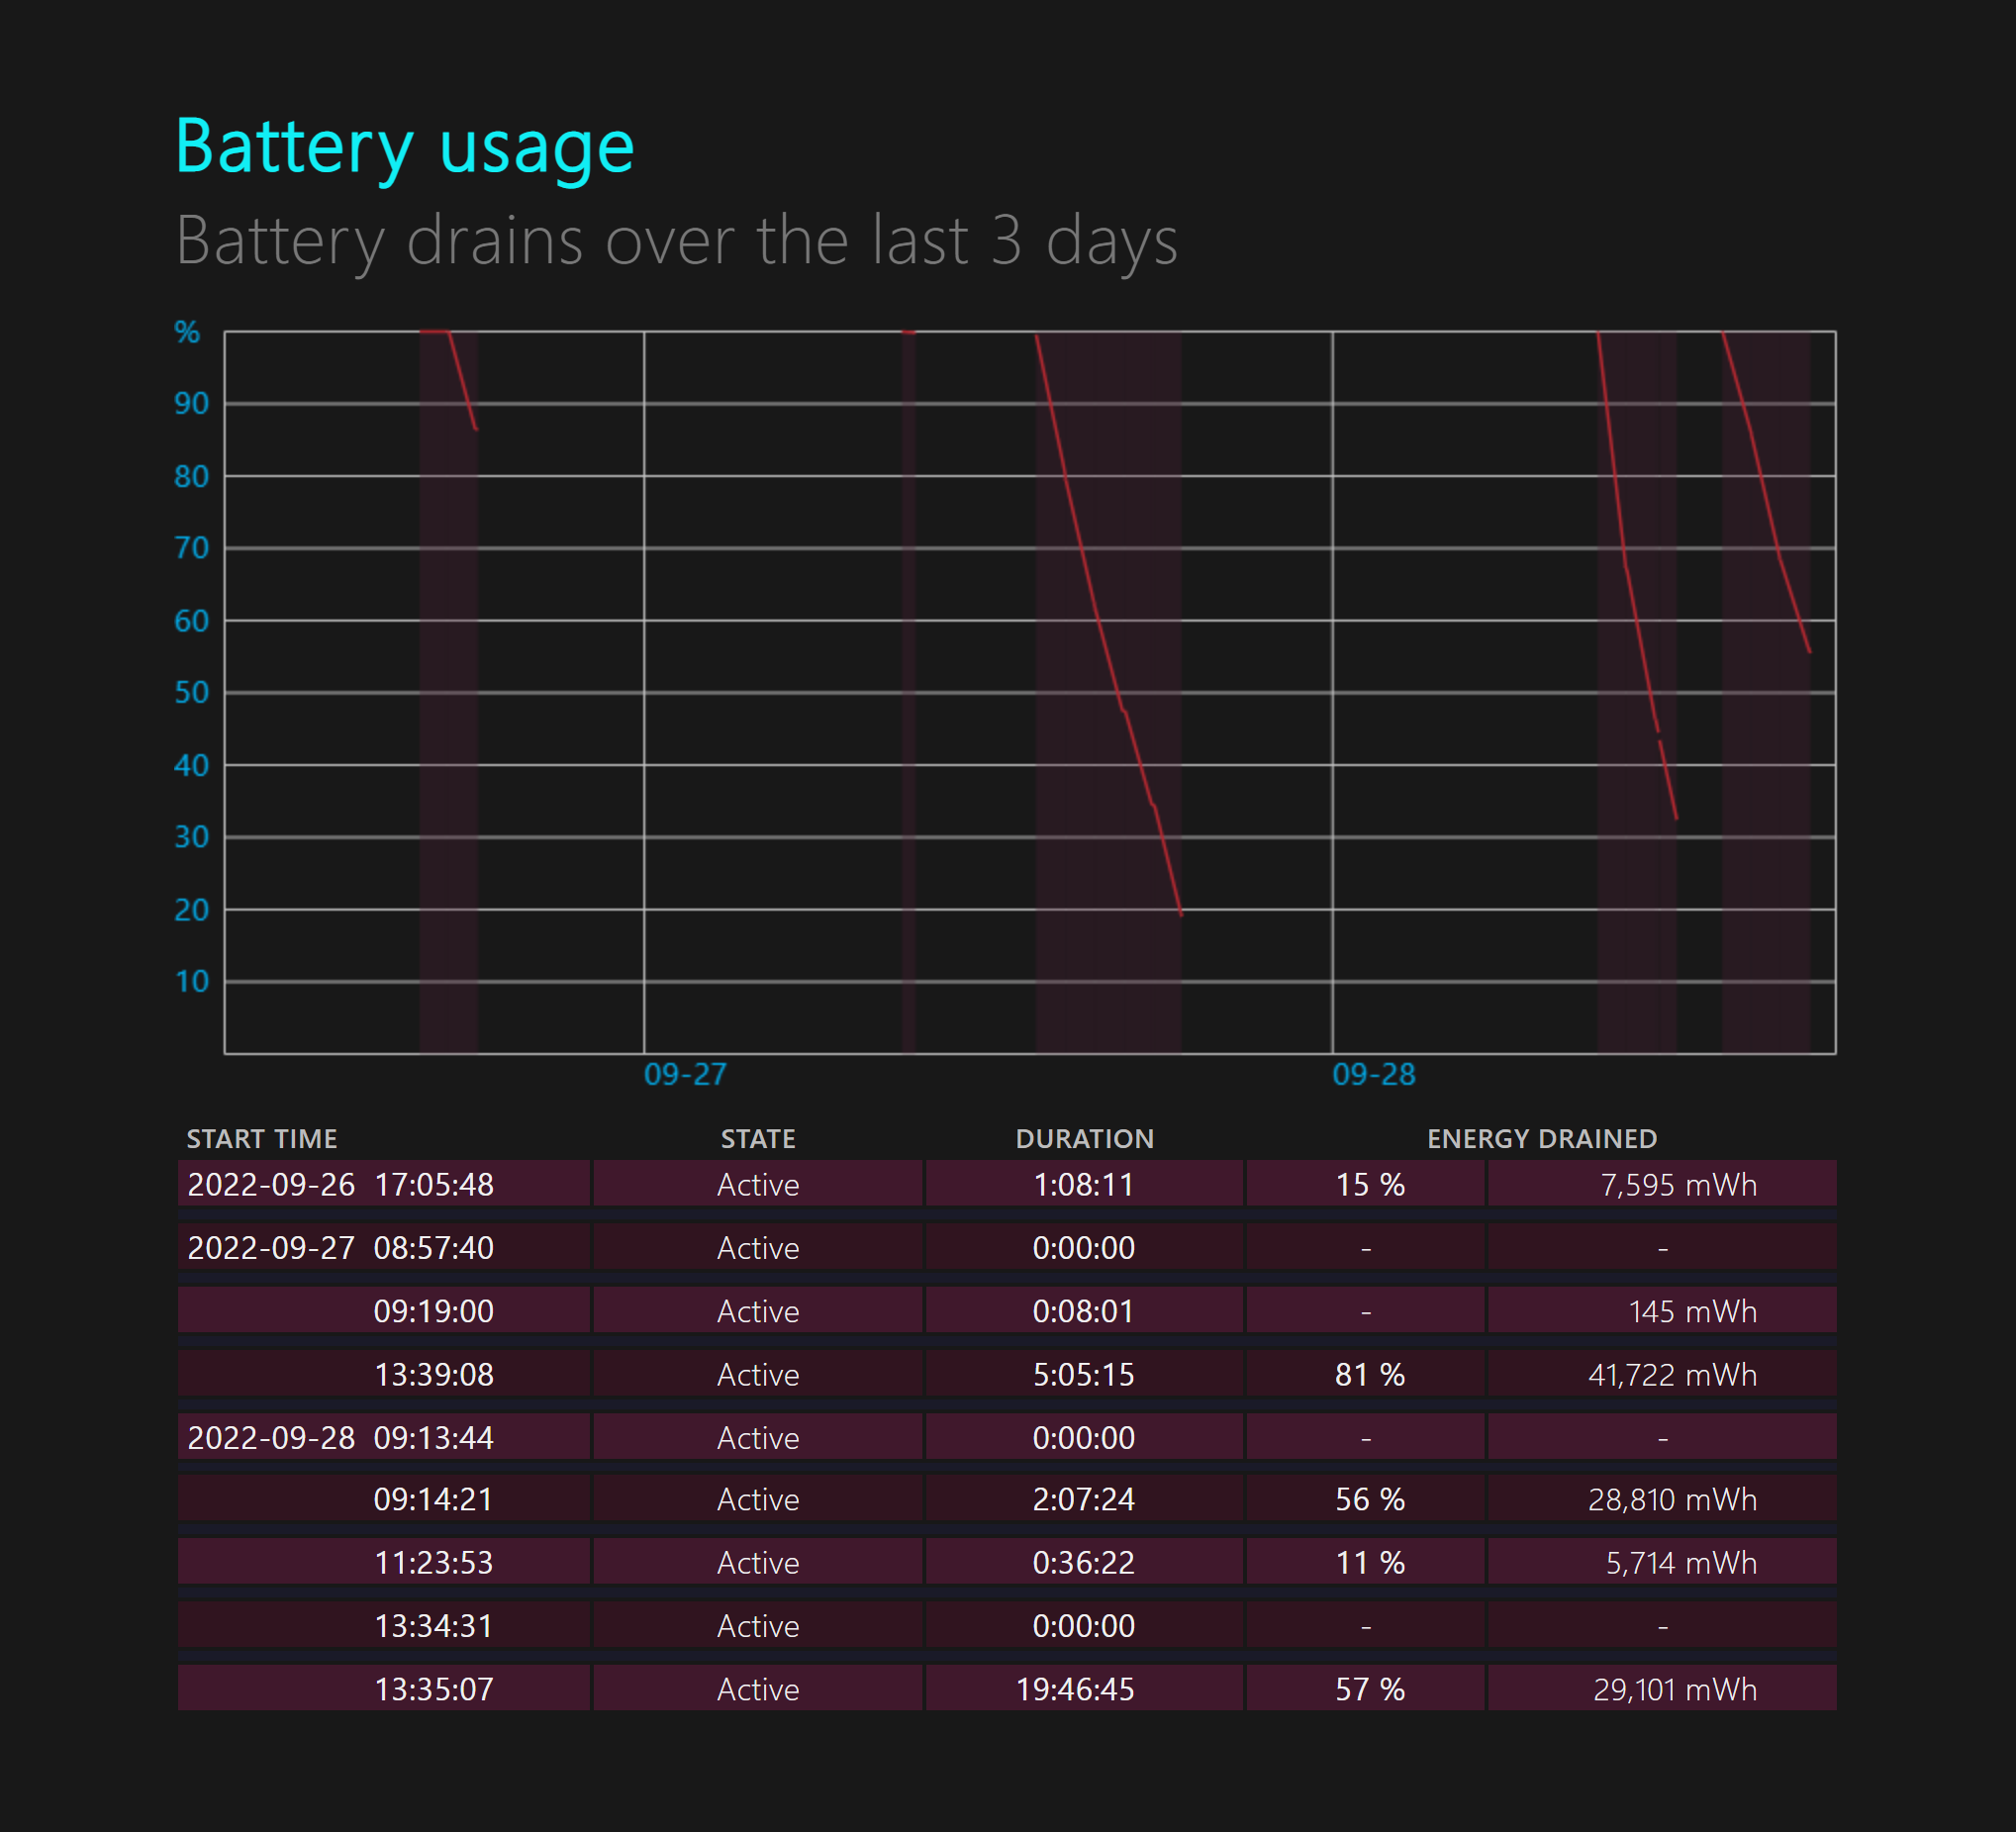 Battery usage
Battery drains over the last 3 days
%
90
80
70
60
50
40
30
20
10
09-27 09-28
START TIME STATE DURATION ENERGY DRAINED
2022-09-26 17:05:48 Active 1:08:11 15 % 7,595 mWh
2022-09-27 08:57:40 Active 0:00:00 - -
09:19:00 Active 0:08:01 - 145 mWh
13:39:08 Active 5:05:15 81 % 41,722 mWh
2022-09-28 09:13:44 Active 0:00:00 - -
09:14:21 Active 2:07:24 56 % 28,810 mWh
11:23:53 Active 0:36:22 11 % 5,714 mWh
13:34:31 Active 0:00:00 - -
13:35:07 Active 19:46:45 57 % 29,101 mWh